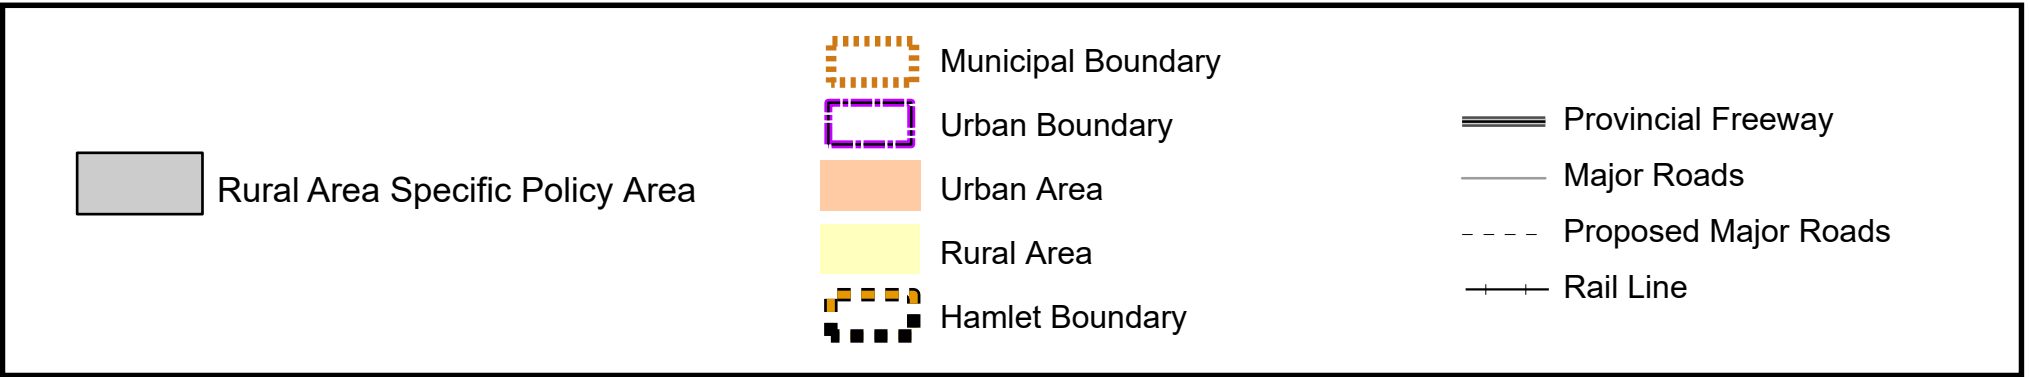 Rural Area Specific Policy Area
Municipal Boundary
Urban Boundary
Urban Area
Rural Area
Hamlet Boundary
Provincial Freeway
Major Roads
Proposed Major Roads
Rail Line